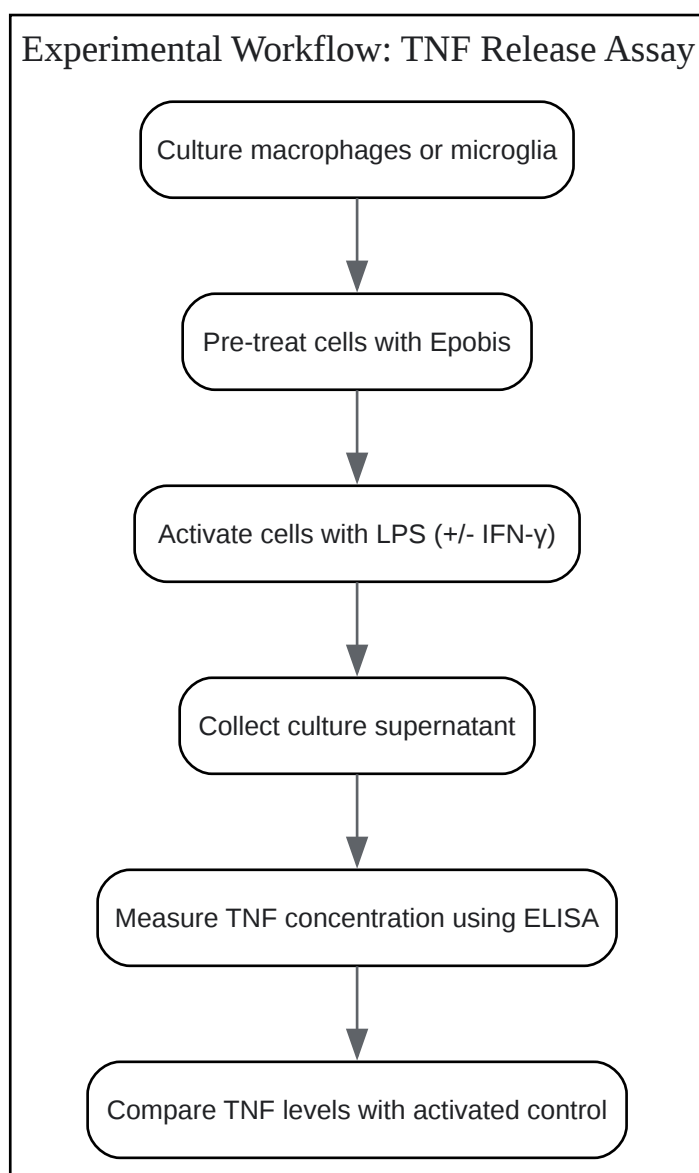 Experimental Workflow: TNF Release Assay
Culture macrophages or microglia
Pre-treat cells with Epobis
Activate cells with LPS (+/- IFN-γ)
Collect culture supernatant
Measure TNF concentration using ELISA
Compare TNF levels with activated control